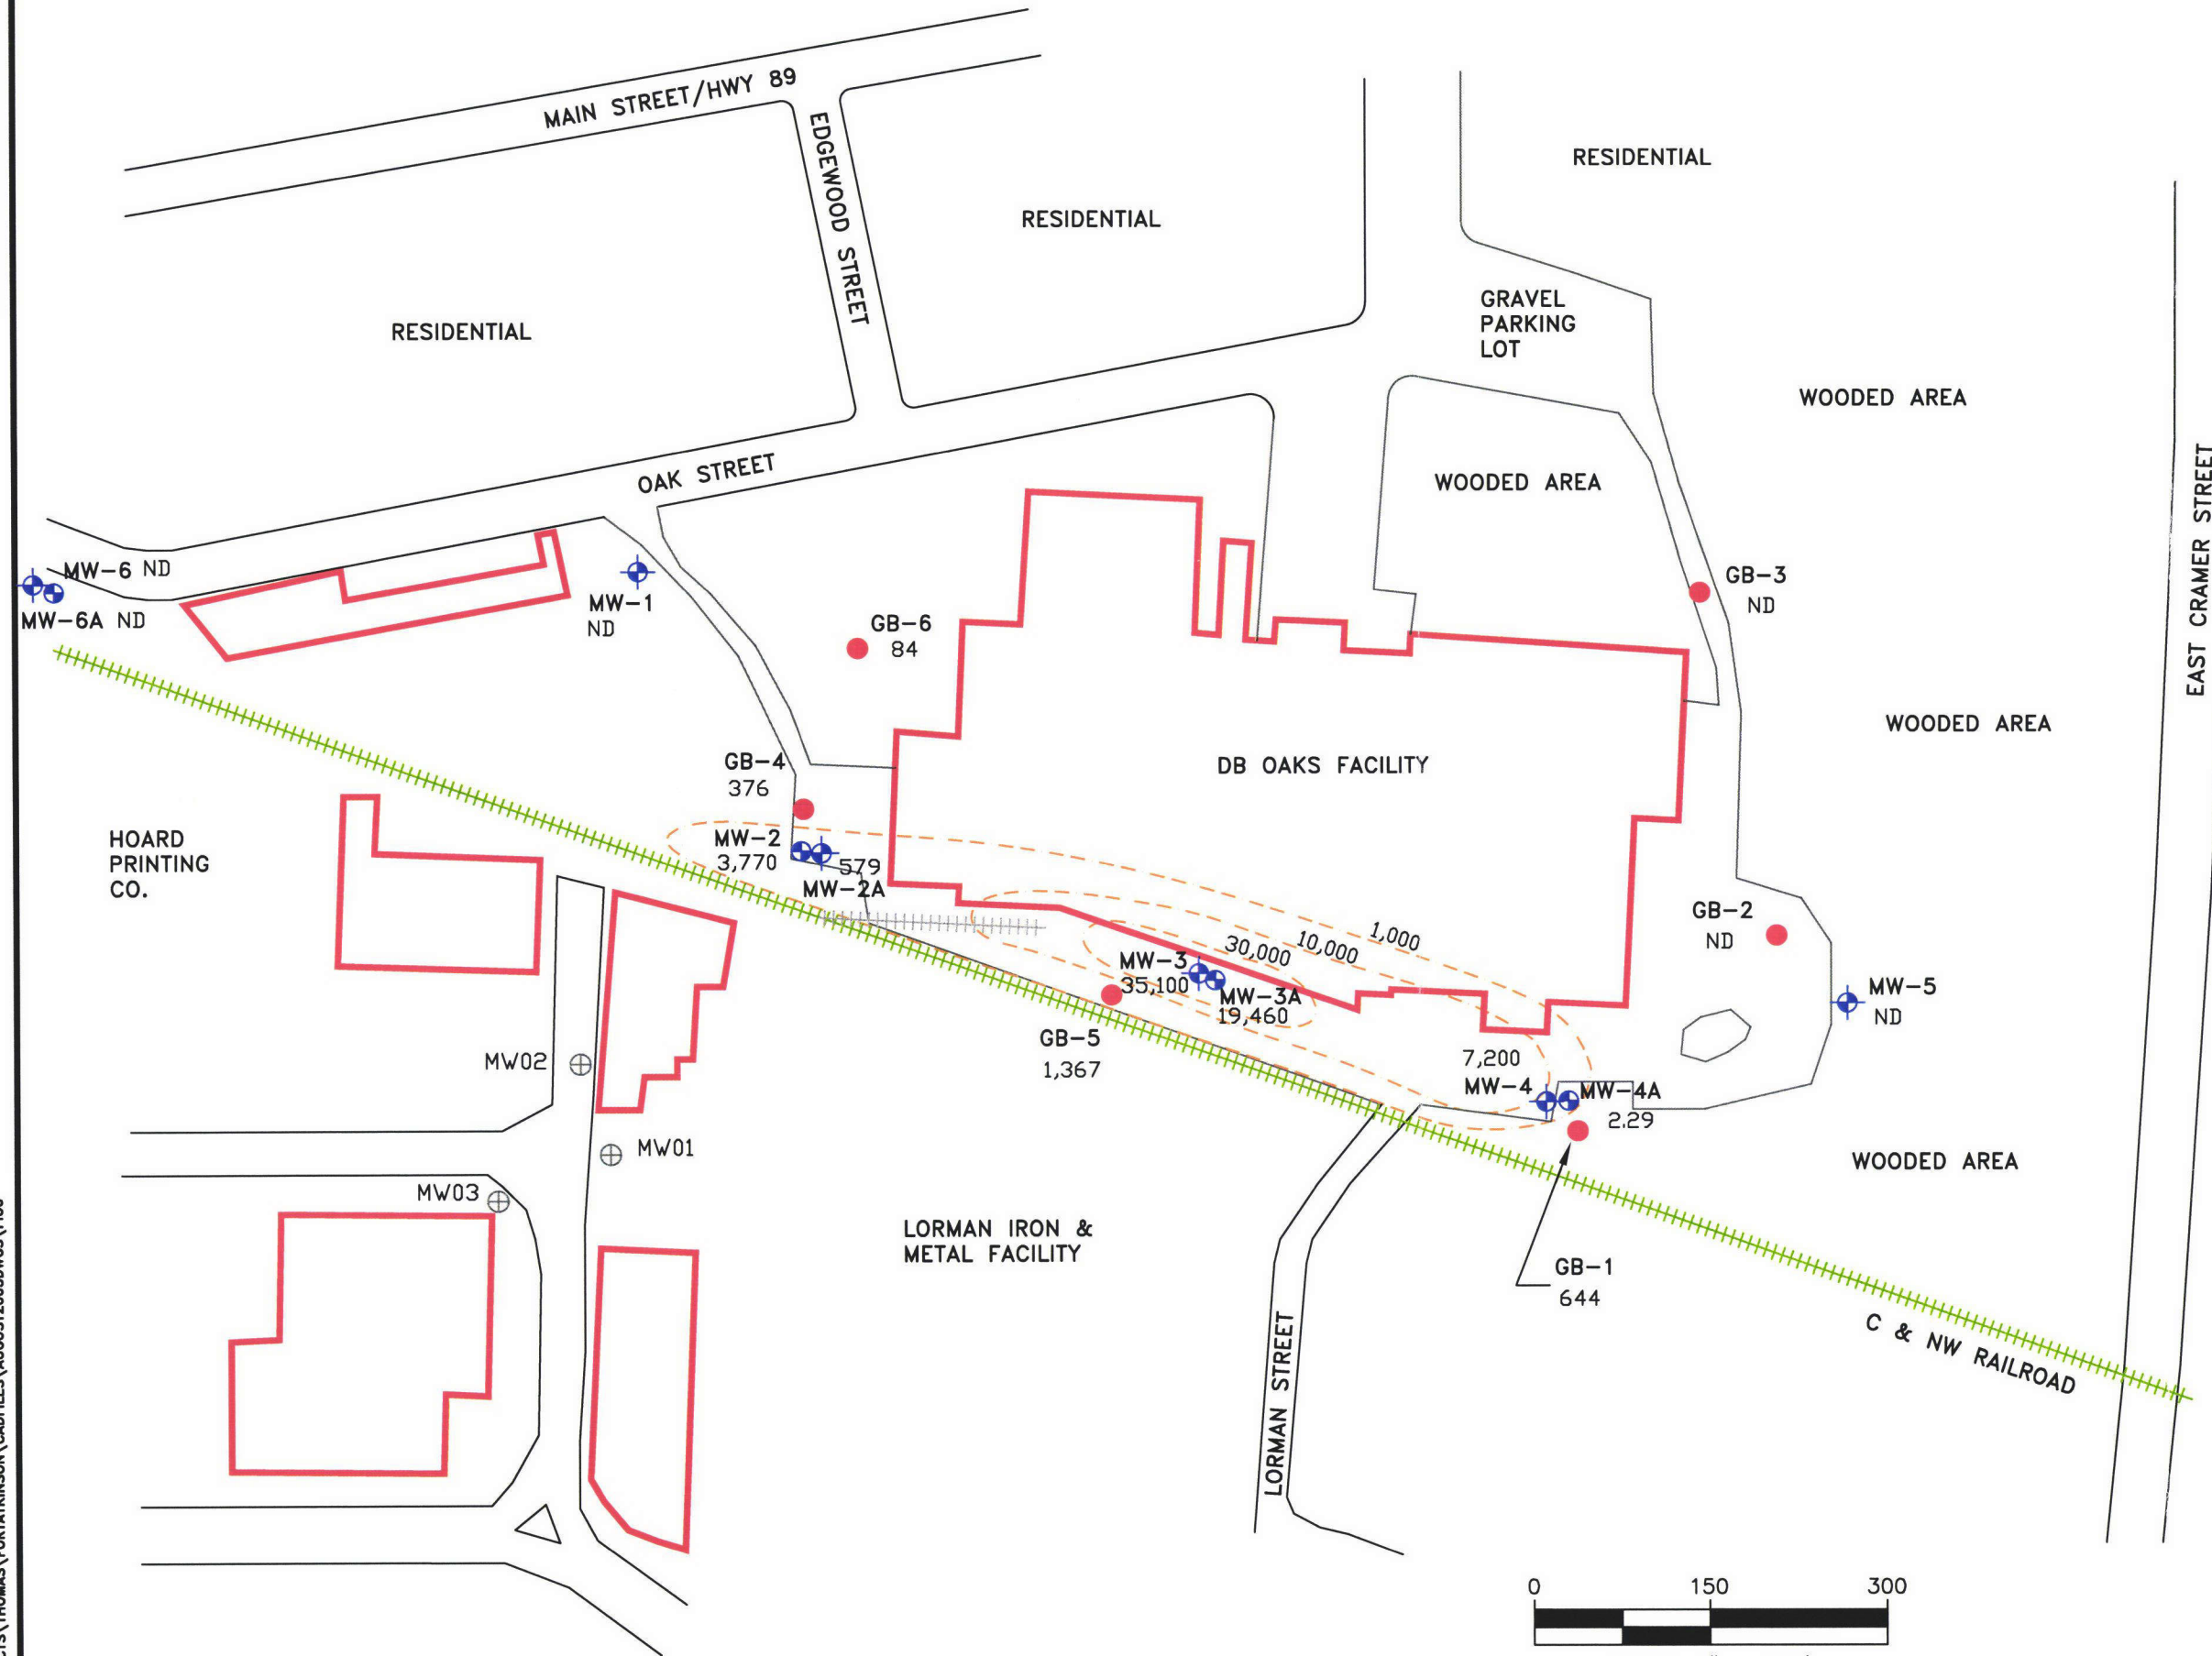 MAIN STREET/HWY 89
EDGEWOOD STREET
RESIDENTIAL
RESIDENTIAL
RESIDENTIAL
GRAVEL
PARKING
LOT
WOODED AREA
WOODED AREA
OAK STREET
EAST CRAMER STREET
MW-6 ND
MW-6A ND
MW-1
ND
GB-6
84
GB-3
ND
WOODED AREA
DB OAKS FACILITY
GB-4
376
MW-2
3,770
579
MW-2A
HOARD
PRINTING
CO.
1,000
10,000
30,000
MW-3
35,100
MW-3A
19,460
GB-5
1,367
GB-2
ND
MW-5
ND
7,200
MW-4
MW-4A
2.29
MW02
MW01
MW03
WOODED AREA
LORMAN IRON &
METAL FACILITY
GB-1
644
LORMAN STREET
C & NW RAILROAD
0 150 300